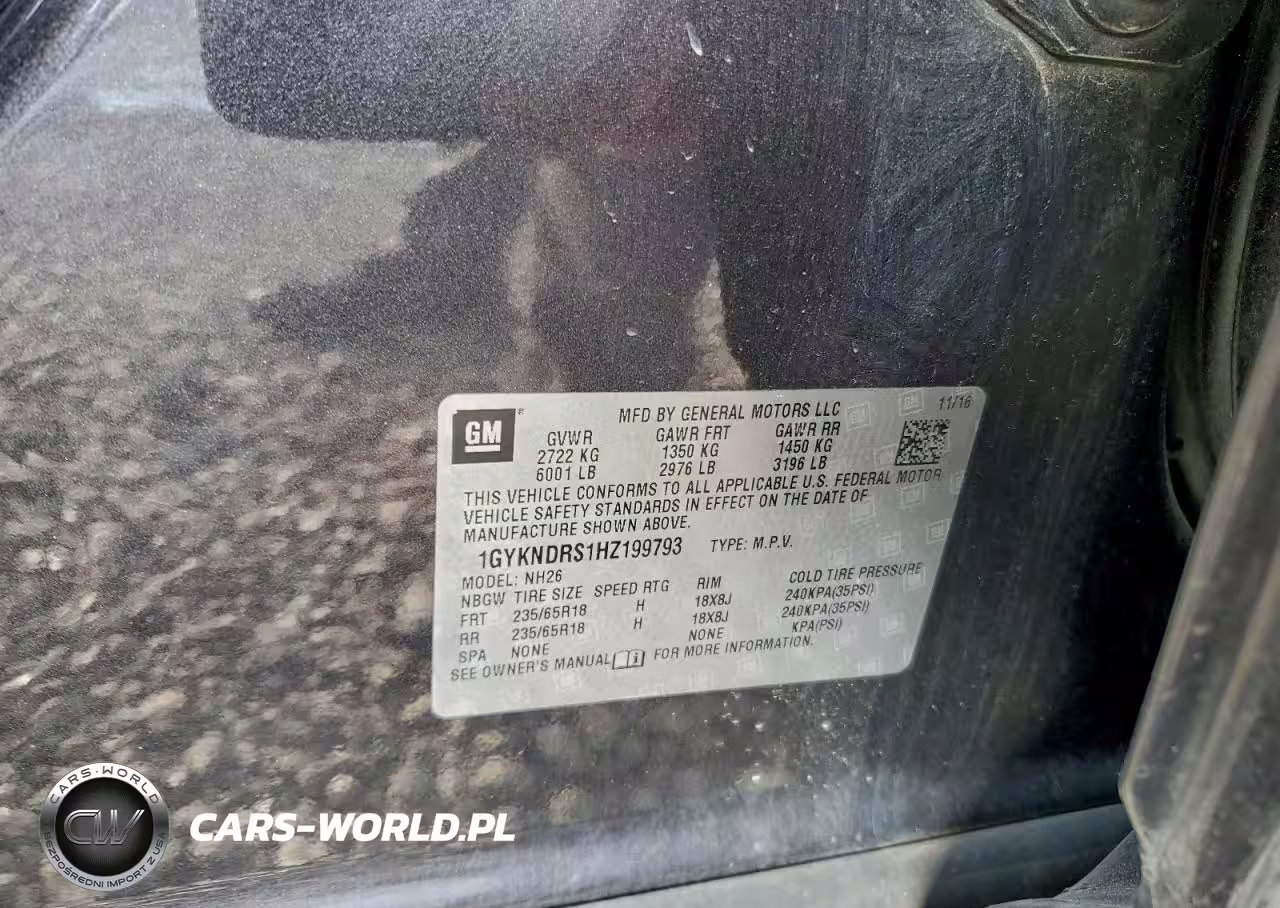 GM
MFD BY GENERAL MOTORS LLC
11/16
GVWR GAWR FRT GAWR RR
2722 KG 1350 KG 1450 KG
6001 LB 2976 LB 3196 LB
THIS VEHICLE CONFORMS TO ALL APPLICABLE U.S. FEDERAL MOTOR
VEHICLE SAFETY STANDARDS IN EFFECT ON THE DATE OF
MANUFACTURE SHOWN ABOVE.
1GYKNDRS1HZ199793 TYPE: M.P.V.
MODEL: NH26
NBGW TIRE SIZE SPEED RTG RIM COLD TIRE PRESSURE
FRT 235/65R18 H 18X8J 240KPA(35PSI)
RR 235/65R18 H 18X8J 240KPA(35PSI)
SPA NONE NONE KPA(PSI)
SEE OWNER'S MANUAL FOR MORE INFORMATION.
CARS-WORLD
CW
BEZPOŚREDNI IMPORT Z USA
CARS-WORLD.PL